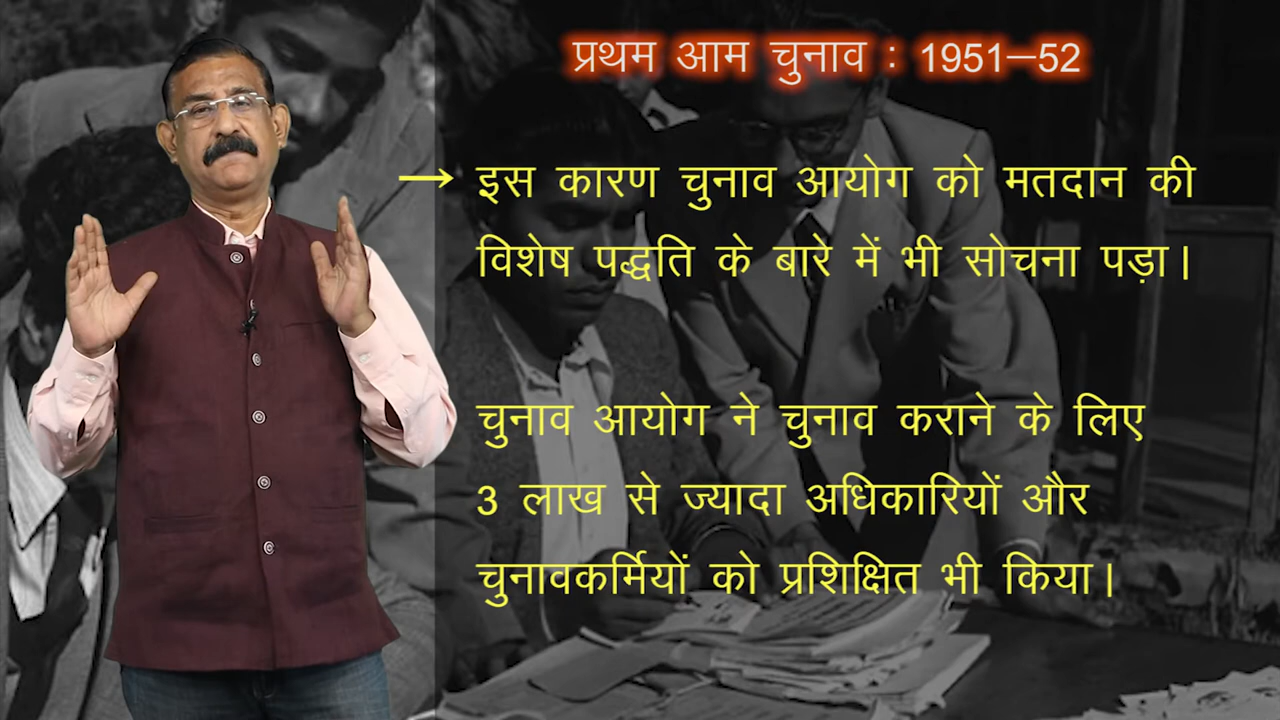 प्रथम आम चुनाव : 1951–52
→ इस कारण चुनाव आयोग को मतदान की
विशेष पद्धति के बारे में भी सोचना पड़ा।
चुनाव आयोग ने चुनाव कराने के लिए
3 लाख से ज्यादा अधिकारियों और
चुनावकर्मियों को प्रशिक्षित भी किया।